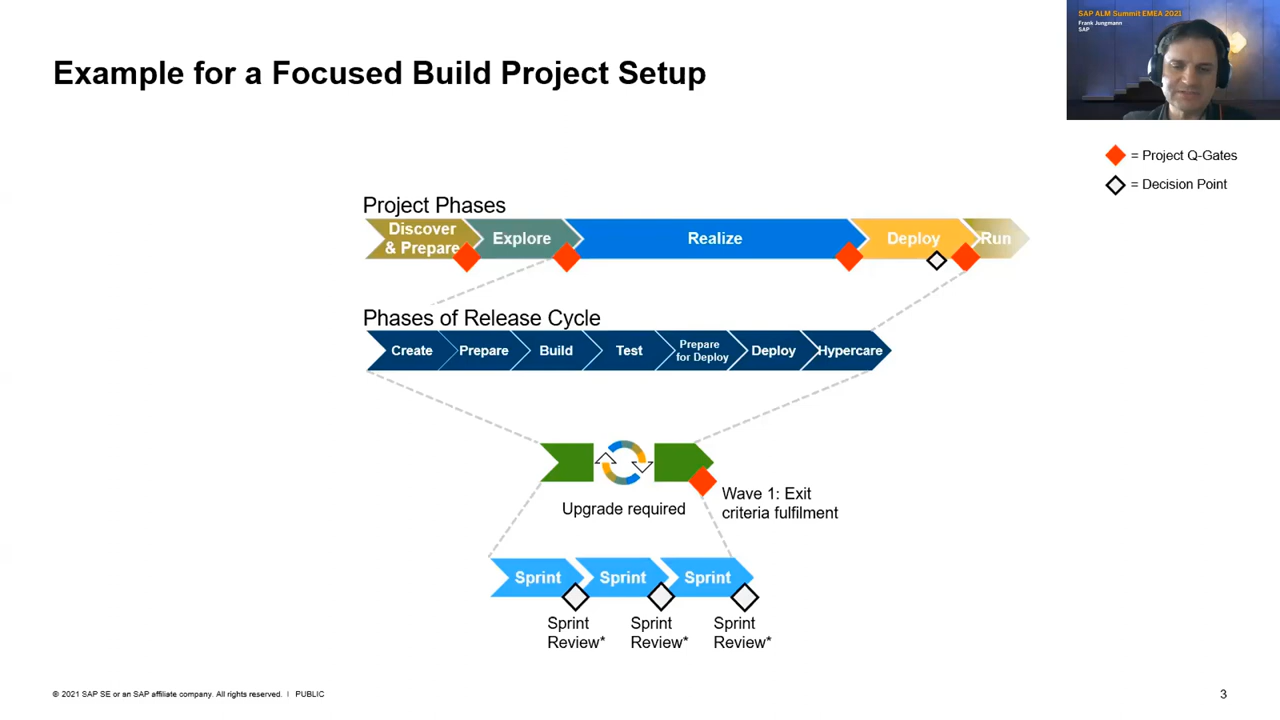 SAP ALM Summit EMEA 2021
Frank Jungmann
SAP
Example for a Focused Build Project Setup
= Project Q-Gates
= Decision Point
Project Phases
Discover
& Prepare
Explore
Realize
Deploy
Run
Phases of Release Cycle
Create
Prepare
Build
Test
Prepare
for Deploy
Deploy
Hypercare
Upgrade required
Wave 1: Exit
criteria fulfilment
Sprint
Sprint
Sprint
Sprint
Review*
Sprint
Review*
Sprint
Review*
© 2021 SAP SE or an SAP affiliate company. All rights reserved. | PUBLIC
3